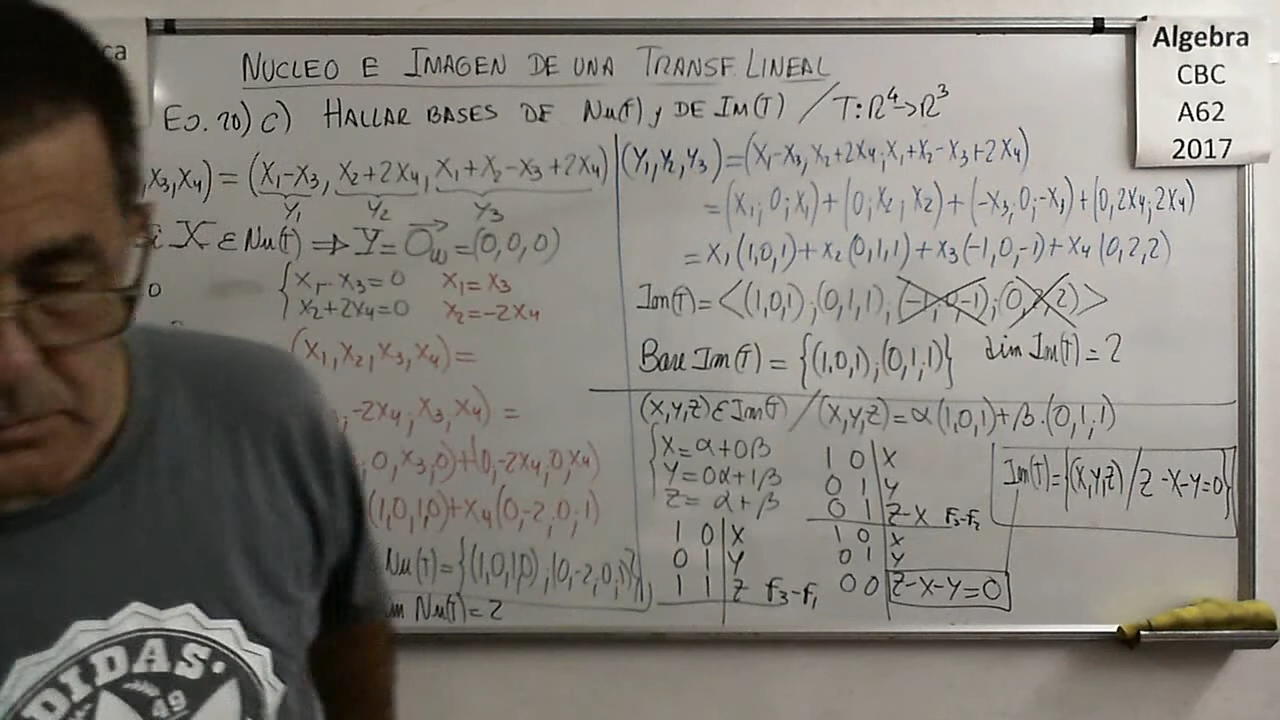 ca
Algebra
CBC
A62
2017
NUCLEO E IMAGEN DE UNA TRANSF. LINEAL
EJ. 20) C) HALLAR BASES DE Nu(T) y DE Im(T) / T: R⁴→R³
,X₃,X₄) = (X₁-X₃, X₂+2X₄, X₁+X₂-X₃+2X₄)
Y₁ Y₂ Y₃
X ∈ Nu(T) ⇒ Y = O_w = (0,0,0)
0
{ X₁-X₃=0 X₁=X₃
X₂+2X₄=0 X₂=-2X₄
(X₁, X₂, X₃, X₄) =
, -2X₄, X₃, X₄) =
,0,X₃,0)+(0,-2X₄,0,X₄)
(1,0,1,0)+X₄(0,-2,0,1)
Nu(T)={(1,0,1,0);(0,-2,0,1)}
im Nu(T)=2
(Y₁,Y₂,Y₃)=(X₁-X₃, X₂+2X₄, X₁+X₂-X₃+2X₄)
=(X₁;0;X₁)+(0;X₂;X₂)+(-X₃;0;-X₃)+(0,2X₄;2X₄)
=X₁(1,0,1)+X₂(0,1,1)+X₃(-1,0,-1)+X₄(0,2,2)
Im(T)=<(1,0,1);(0,1,1);(-1,0,-1);(0,2,2)>
Base Im(T)={(1,0,1);(0,1,1)} dim Im(T)=2
(X,Y,Z)∈Im(T) / (X,Y,Z)=α(1,0,1)+β.(0,1,1)
{ X=α+0β
Y=0α+1β
Z=α+β
1 0 | X
0 1 | Y
1 1 | Z F₃-F₁
1 0 | X
0 1 | Y
0 1 | Z-X F₃-F₂
1 0 | X
0 1 | Y
0 0 | Z-X-Y=0
Im(T)={(X,Y,Z)/Z-X-Y=0}
DIDAS
49